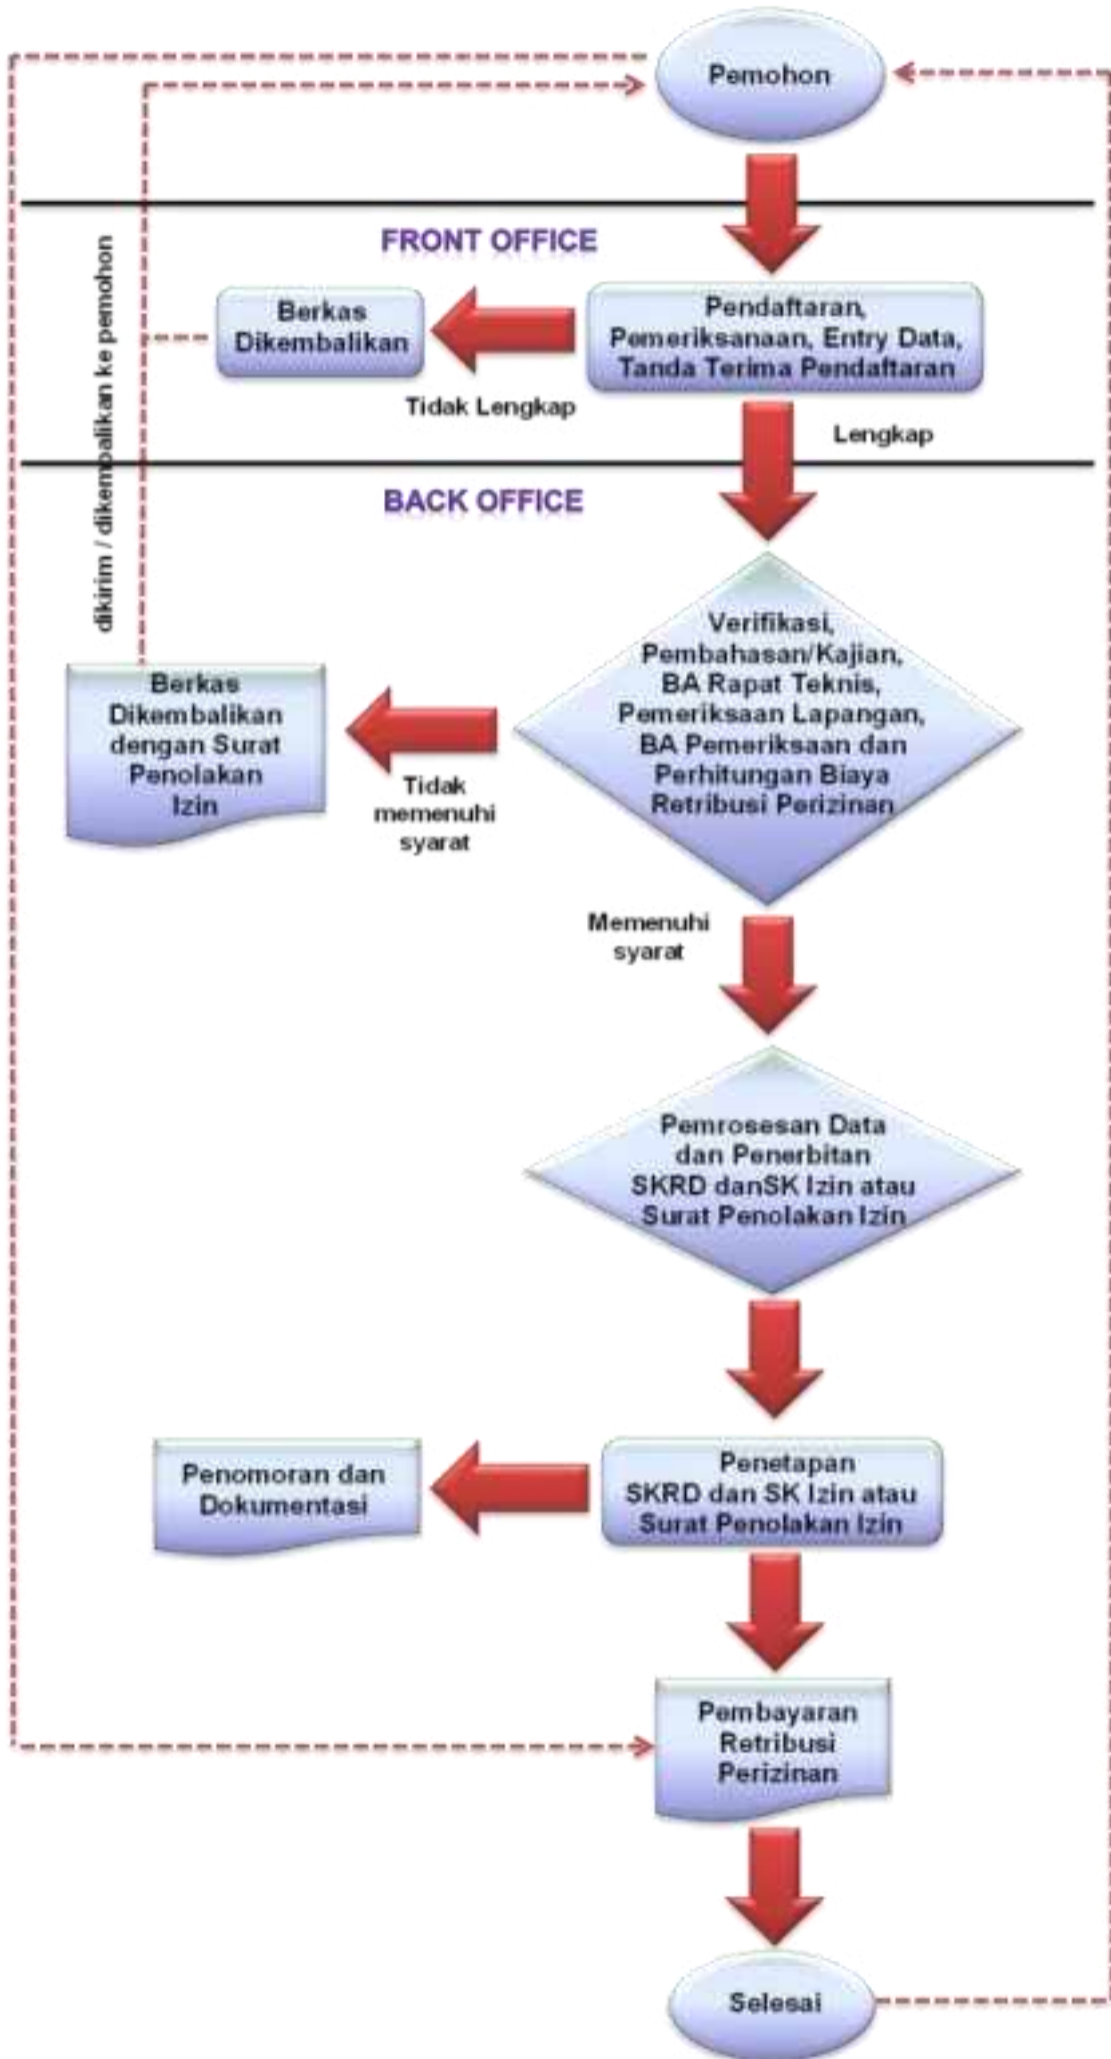 Pemohon
FRONT OFFICE
Berkas
Dikembalikan
Pendaftaran,
Pemeriksanaan, Entry Data,
Tanda Terima Pendaftaran
Tidak Lengkap
Lengkap
dikirim / dikembalikan ke pemohon
BACK OFFICE
Verifikasi,
Pembahasan/Kajian,
BA Rapat Teknis,
Pemeriksaan Lapangan,
BA Pemeriksaan dan
Perhitungan Biaya
Retribusi Perizinan
Berkas
Dikembalikan
dengan Surat
Penolakan
Izin
Tidak
memenuhi
syarat
Memenuhi
syarat
Pemrosesan Data
dan Penerbitan
SKRD danSK Izin atau
Surat Penolakan Izin
Penomoran dan
Dokumentasi
Penetapan
SKRD dan SK Izin atau
Surat Penolakan Izin
Pembayaran
Retribusi
Perizinan
Selesai